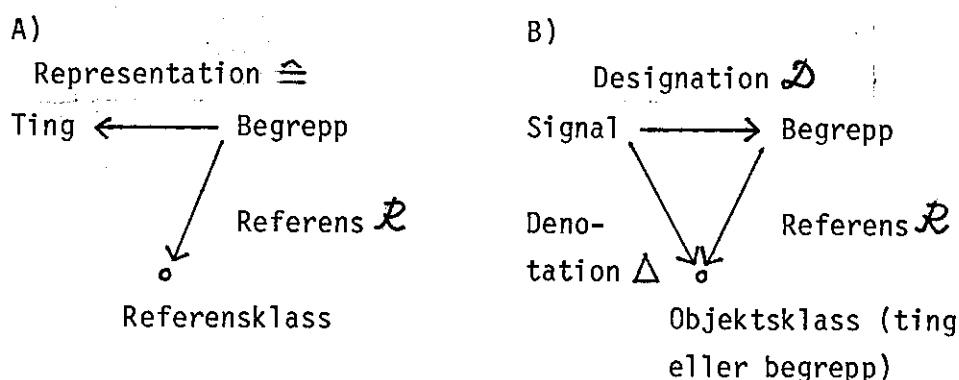 A)
Representation ≙
Ting
Begrepp
Referens ℛ
Referensklass
B)
Designation 𝒟
Signal
Begrepp
Deno-
tation Δ
Referens ℛ
Objektsklass (ting
eller begrepp)